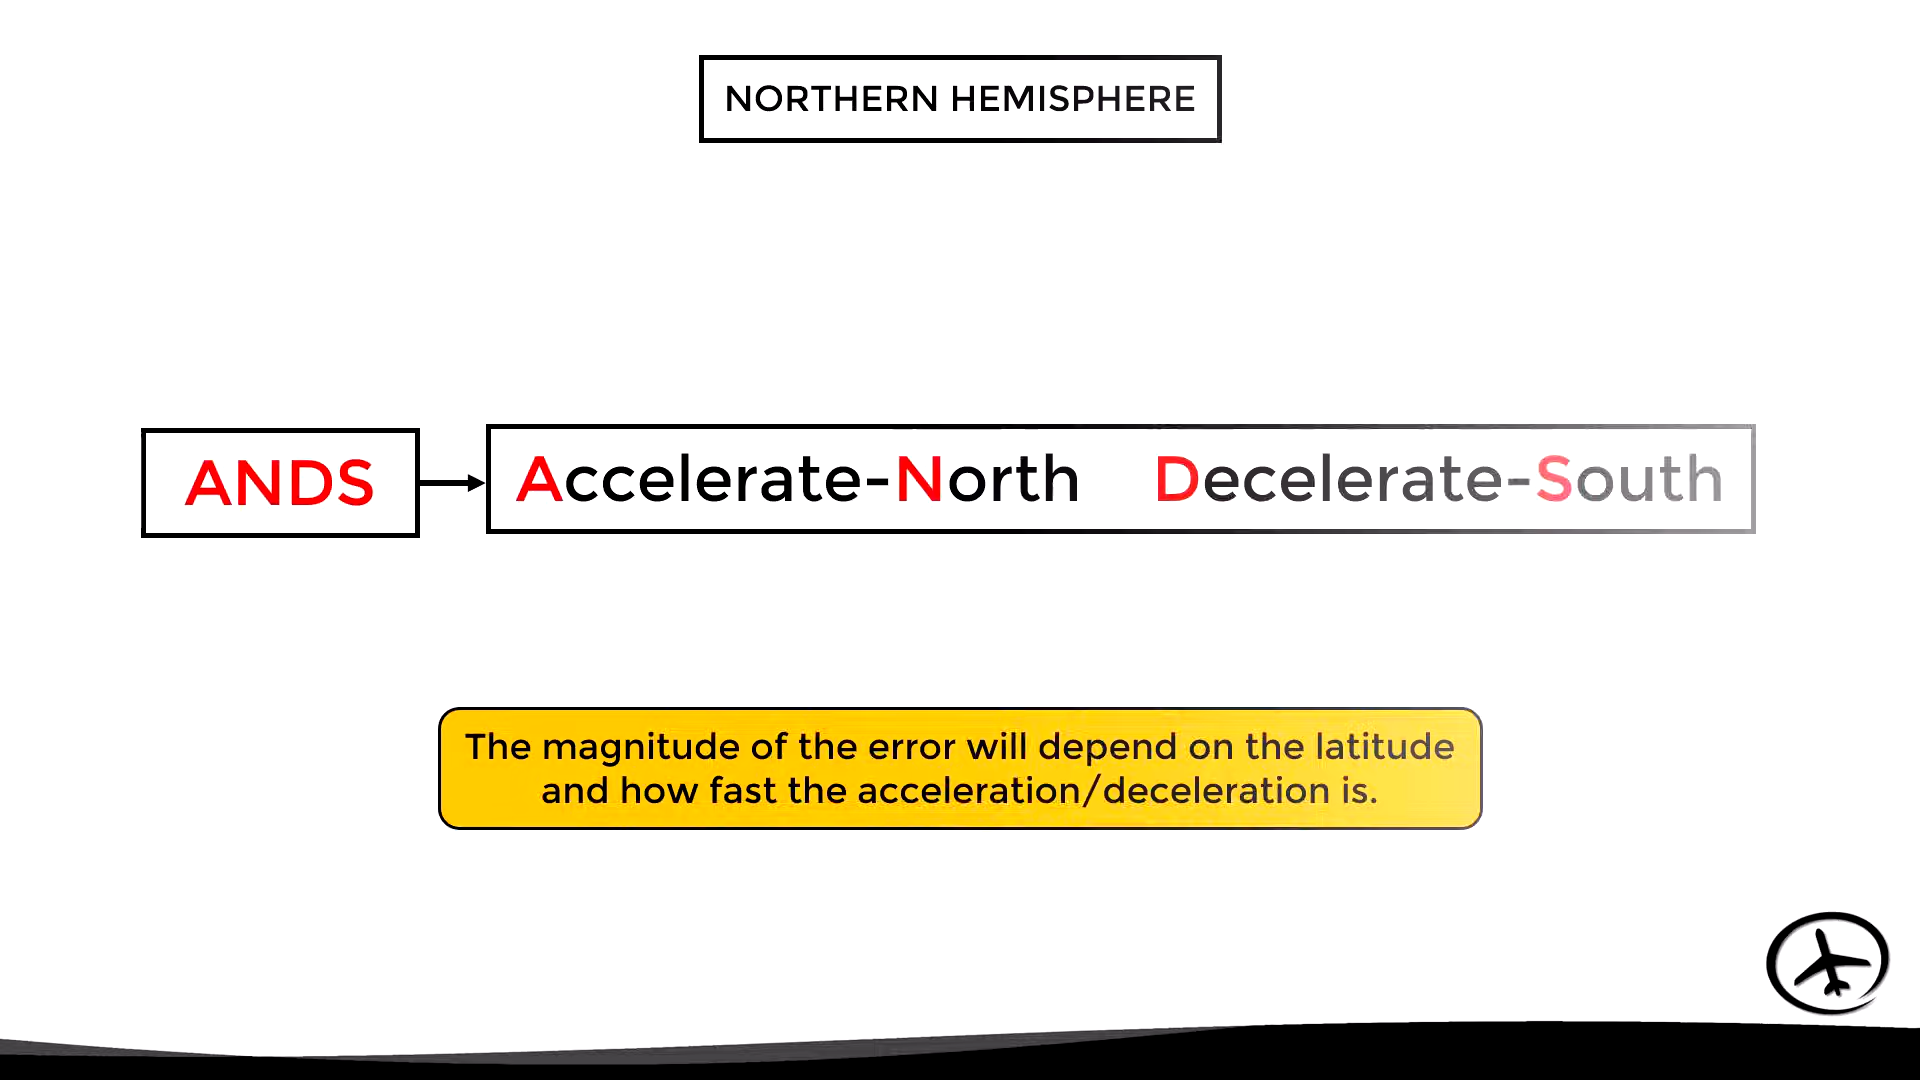 NORTHERN HEMISPHERE
ANDS
Accelerate-North Decelerate-South
The magnitude of the error will depend on the latitude
and how fast the acceleration/deceleration is.